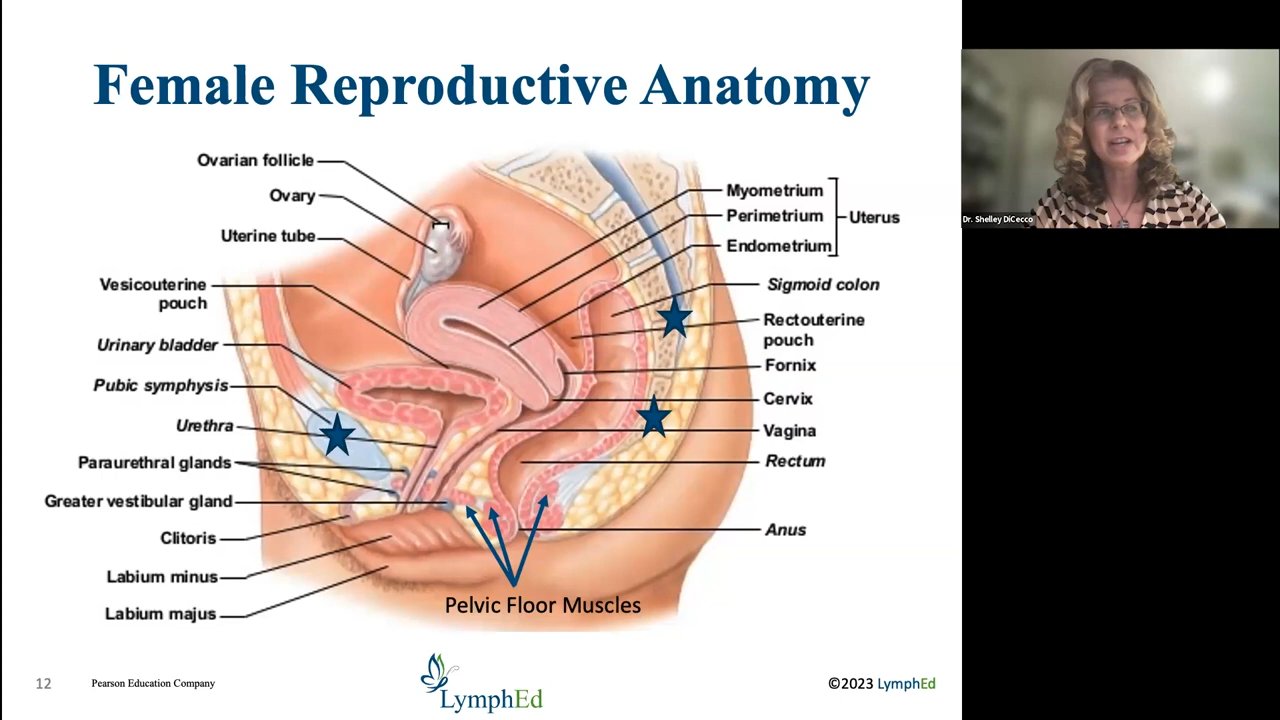 Female Reproductive Anatomy
Ovarian follicle
Ovary
Uterine tube
Vesicouterine
pouch
Urinary bladder
Pubic symphysis
Urethra
Paraurethral glands
Greater vestibular gland
Clitoris
Labium minus
Labium majus
Myometrium
Perimetrium
Endometrium
Uterus
Sigmoid colon
Rectouterine
pouch
Fornix
Cervix
Vagina
Rectum
Anus
Pelvic Floor Muscles
12
Pearson Education Company
LymphEd
©2023 LymphEd
Dr. Shelley DiCecco